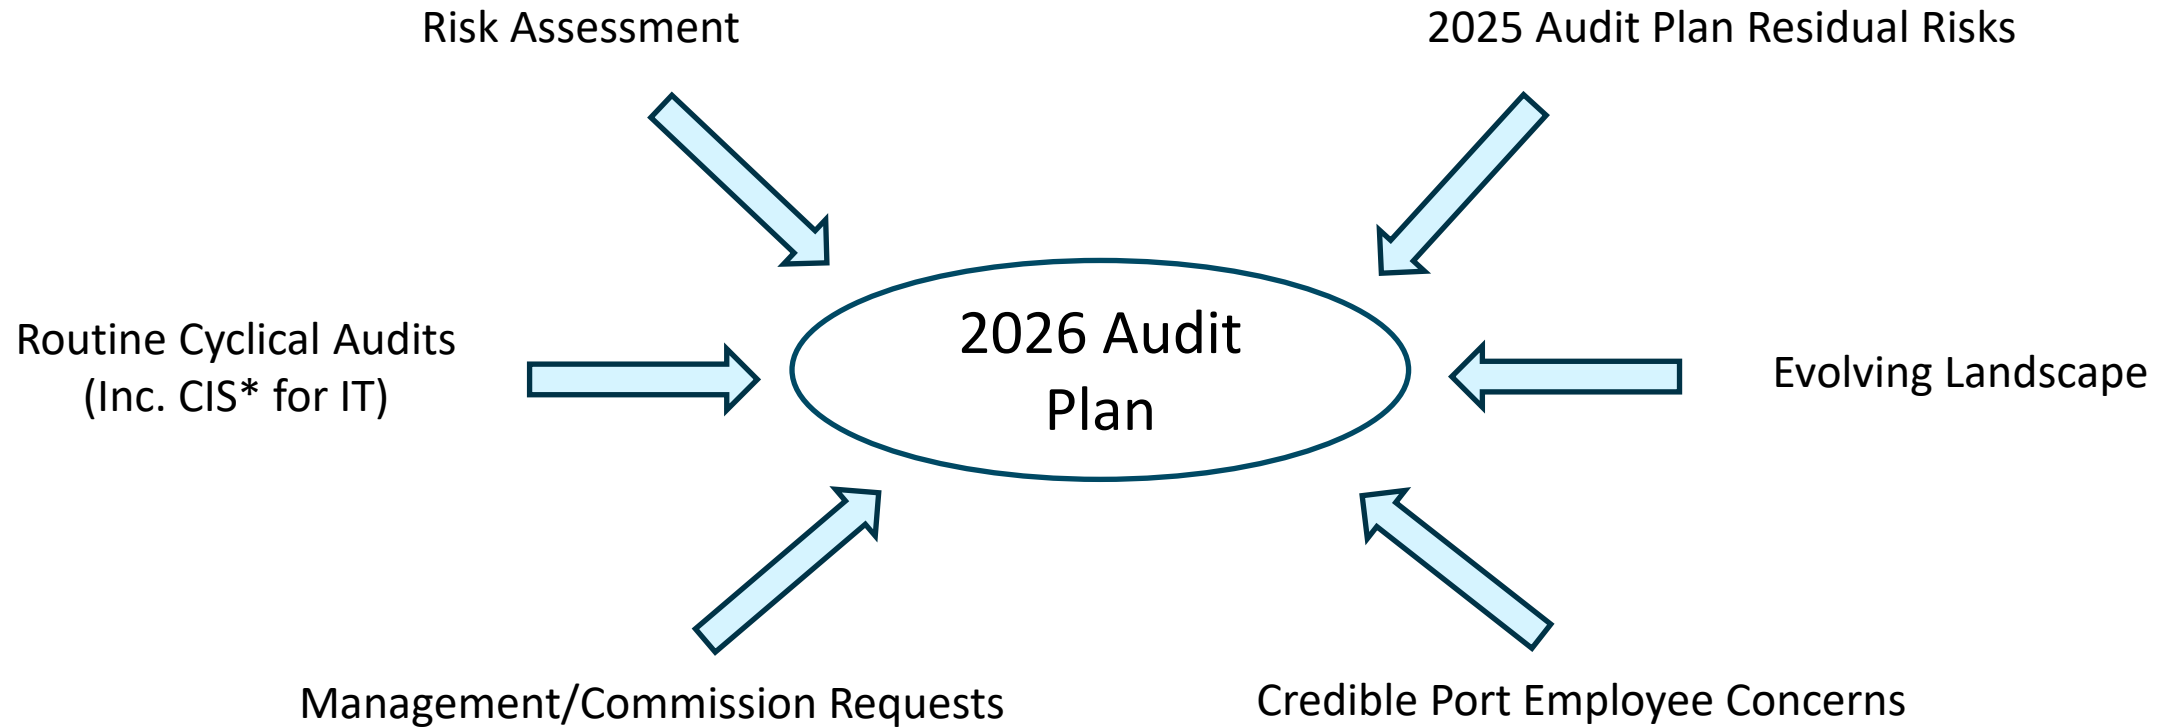 Risk Assessment
2025 Audit Plan Residual Risks
Routine Cyclical Audits
(Inc. CIS* for IT)
2026 Audit
Plan
Evolving Landscape
Management/Commission Requests
Credible Port Employee Concerns